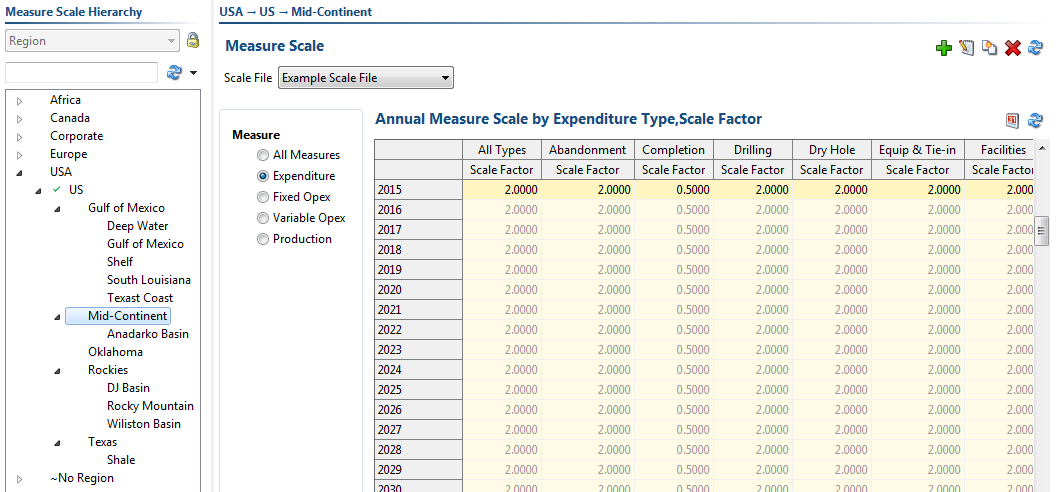 Measure Scale Hierarchy
Region
Africa
Canada
Corporate
Europe
USA
US
Gulf of Mexico
Deep Water
Gulf of Mexico
Shelf
South Louisiana
Texast Coast
Mid-Continent
Anadarko Basin
Oklahoma
Rockies
DJ Basin
Rocky Mountain
Wiliston Basin
Texas
Shale
~No Region
USA → US → Mid-Continent
Measure Scale
Scale File Example Scale File
Measure
All Measures
Expenditure
Fixed Opex
Variable Opex
Production
Annual Measure Scale by Expenditure Type,Scale Factor
All Types Abandonment Completion Drilling Dry Hole Equip & Tie-in Facilities
Scale Factor Scale Factor Scale Factor Scale Factor Scale Factor Scale Factor Scale Facto
2015 2.0000 2.0000 0.5000 2.0000 2.0000 2.0000 2.000
2016 2.0000 2.0000 0.5000 2.0000 2.0000 2.0000 2.000
2017 2.0000 2.0000 0.5000 2.0000 2.0000 2.0000 2.000
2018 2.0000 2.0000 0.5000 2.0000 2.0000 2.0000 2.000
2019 2.0000 2.0000 0.5000 2.0000 2.0000 2.0000 2.000
2020 2.0000 2.0000 0.5000 2.0000 2.0000 2.0000 2.000
2021 2.0000 2.0000 0.5000 2.0000 2.0000 2.0000 2.000
2022 2.0000 2.0000 0.5000 2.0000 2.0000 2.0000 2.000
2023 2.0000 2.0000 0.5000 2.0000 2.0000 2.0000 2.000
2024 2.0000 2.0000 0.5000 2.0000 2.0000 2.0000 2.000
2025 2.0000 2.0000 0.5000 2.0000 2.0000 2.0000 2.000
2026 2.0000 2.0000 0.5000 2.0000 2.0000 2.0000 2.000
2027 2.0000 2.0000 0.5000 2.0000 2.0000 2.0000 2.000
2028 2.0000 2.0000 0.5000 2.0000 2.0000 2.0000 2.000
2029 2.0000 2.0000 0.5000 2.0000 2.0000 2.0000 2.000
2030 2.0000 2.0000 0.5000 2.0000 2.0000 2.0000 2.000